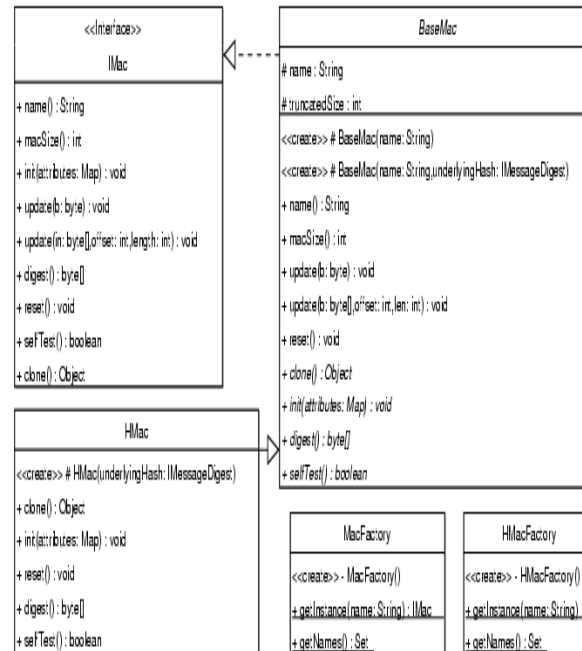 <<Interface>>
IMac
+ name() : String
+ macSize() : int
+ init(attributes: Map) : void
+ update(b: byte) : void
+ update(in: byte[],offset: int,length: int) : void
+ digest() : byte[]
+ reset() : void
+ selfTest() : boolean
+ clone() : Object
BaseMac
# name : String
# truncatedSize : int
<<create>> # BaseMac(name: String)
<<create>> # BaseMac(name: String,underlyingHash: IMessageDigest)
+ name() : String
+ macSize() : int
+ update(b: byte) : void
+ update(b: byte[],offset: int,len: int) : void
+ reset() : void
+ clone() : Object
+ init(attributes: Map) : void
+ digest() : byte[]
+ selfTest() : boolean
HMac
<<create>> # HMac(underlyingHash: IMessageDigest)
+ clone() : Object
+ init(attributes: Map) : void
+ reset() : void
+ digest() : byte[]
+ selfTest() : boolean
MacFactory
<<create>> - MacFactory()
+ getInstance(name: String) : IMac
+ getNames() : Set
HMacFactory
<<create>> - HMacFactory()
+ getInstance(name: String)
+ getNames() : Set